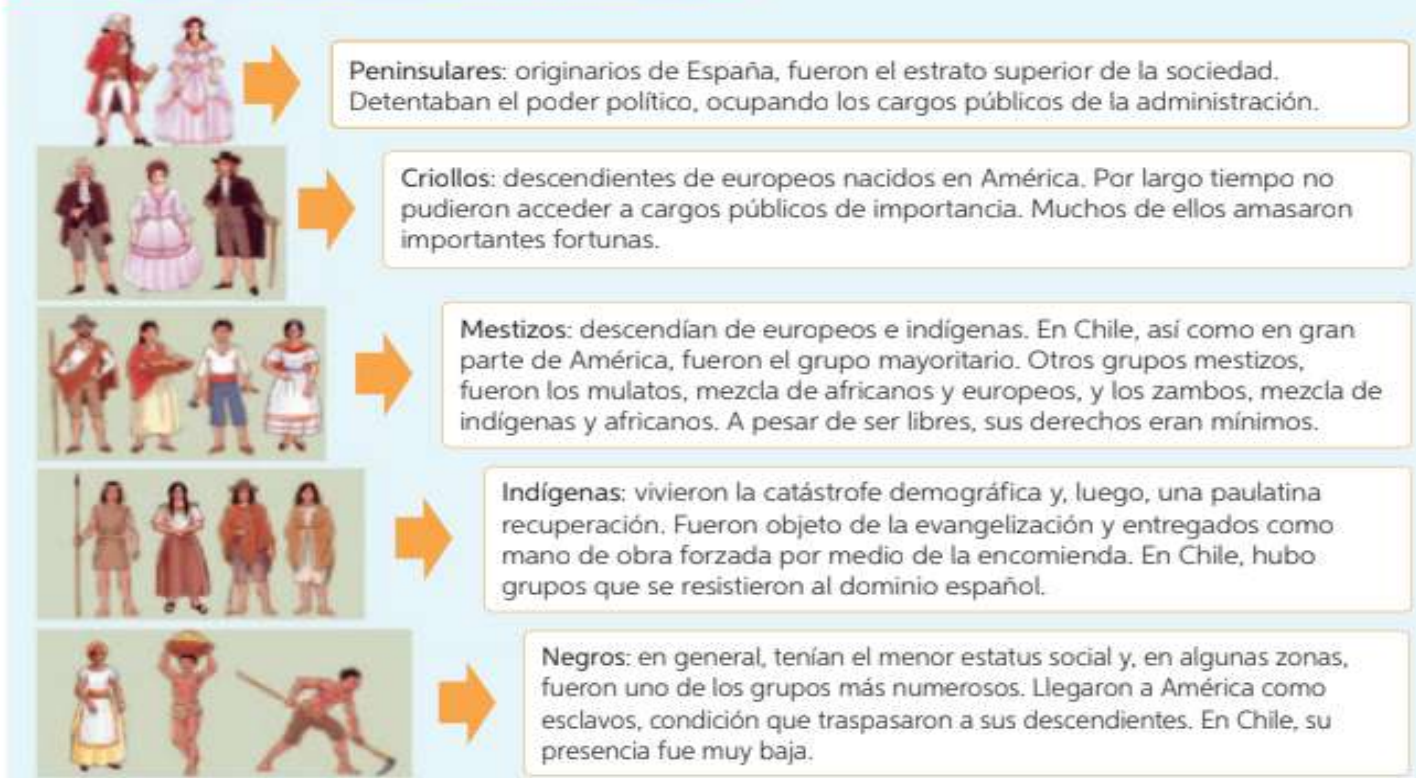 Peninsulares: originarios de España, fueron el estrato superior de la sociedad.
Detentaban el poder político, ocupando los cargos públicos de la administración.
Criollos: descendientes de europeos nacidos en América. Por largo tiempo no
pudieron acceder a cargos públicos de importancia. Muchos de ellos amasaron
importantes fortunas.
Mestizos: descendían de europeos e indígenas. En Chile, así como en gran
parte de América, fueron el grupo mayoritario. Otros grupos mestizos,
fueron los mulatos, mezcla de africanos y europeos, y los zambos, mezcla de
indígenas y africanos. A pesar de ser libres, sus derechos eran mínimos.
Indígenas: vivieron la catástrofe demográfica y, luego, una paulatina
recuperación. Fueron objeto de la evangelización y entregados como
mano de obra forzada por medio de la encomienda. En Chile, hubo
grupos que se resistieron al dominio español.
Negros: en general, tenían el menor estatus social y, en algunas zonas,
fueron uno de los grupos más numerosos. Llegaron a América como
esclavos, condición que traspasaron a sus descendientes. En Chile, su
presencia fue muy baja.